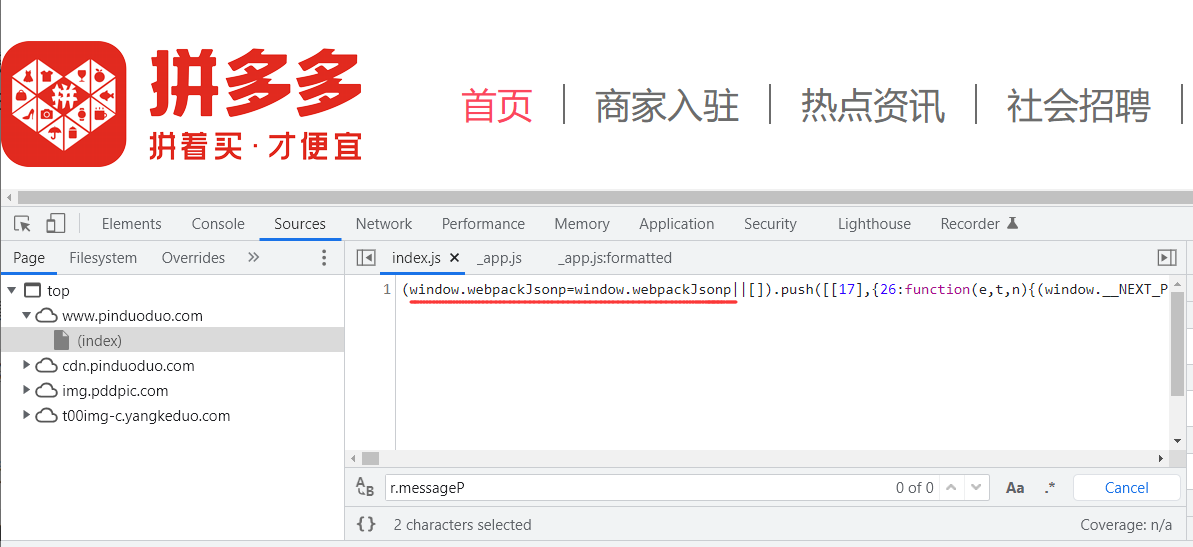 拼多多
拼着买·才便宜
首页 商家入驻 热点资讯 社会招聘
Elements Console Sources Network Performance Memory Application Security Lighthouse Recorder
Page Filesystem Overrides »
index.js × _app.js _app.js:formatted
top
www.pinduoduo.com
(index)
cdn.pinduoduo.com
img.pddpic.com
t00img-c.yangkeduo.com
1 (window.webpackJsonp=window.webpackJsonp||[]).push([[17],{26:function(e,t,n){(window.__NEXT_P
r.messageP 0 of 0 Aa .* Cancel
{} 2 characters selected Coverage: n/a